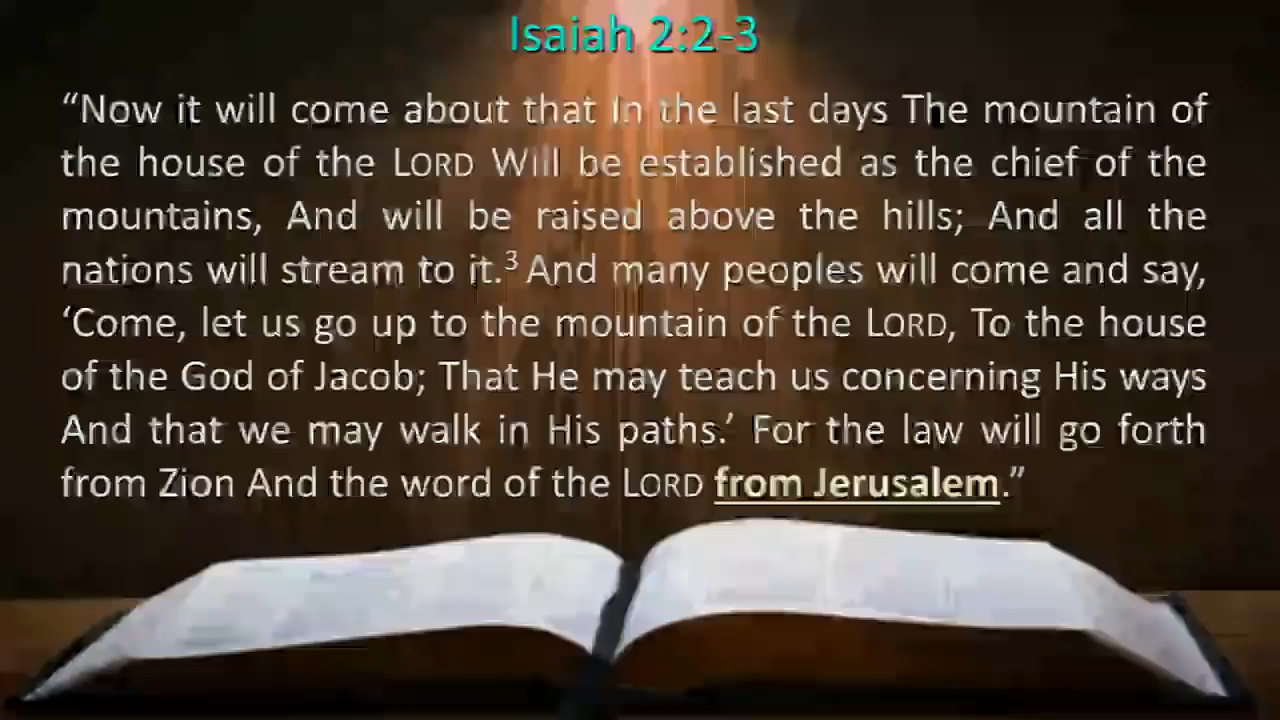 Isaiah 2:2-3
“Now it will come about that In the last days The mountain of
the house of the LORD Will be established as the chief of the
mountains, And will be raised above the hills; And all the
nations will stream to it.³ And many peoples will come and say,
‘Come, let us go up to the mountain of the LORD, To the house
of the God of Jacob; That He may teach us concerning His ways
And that we may walk in His paths.’ For the law will go forth
from Zion And the word of the LORD from Jerusalem.”